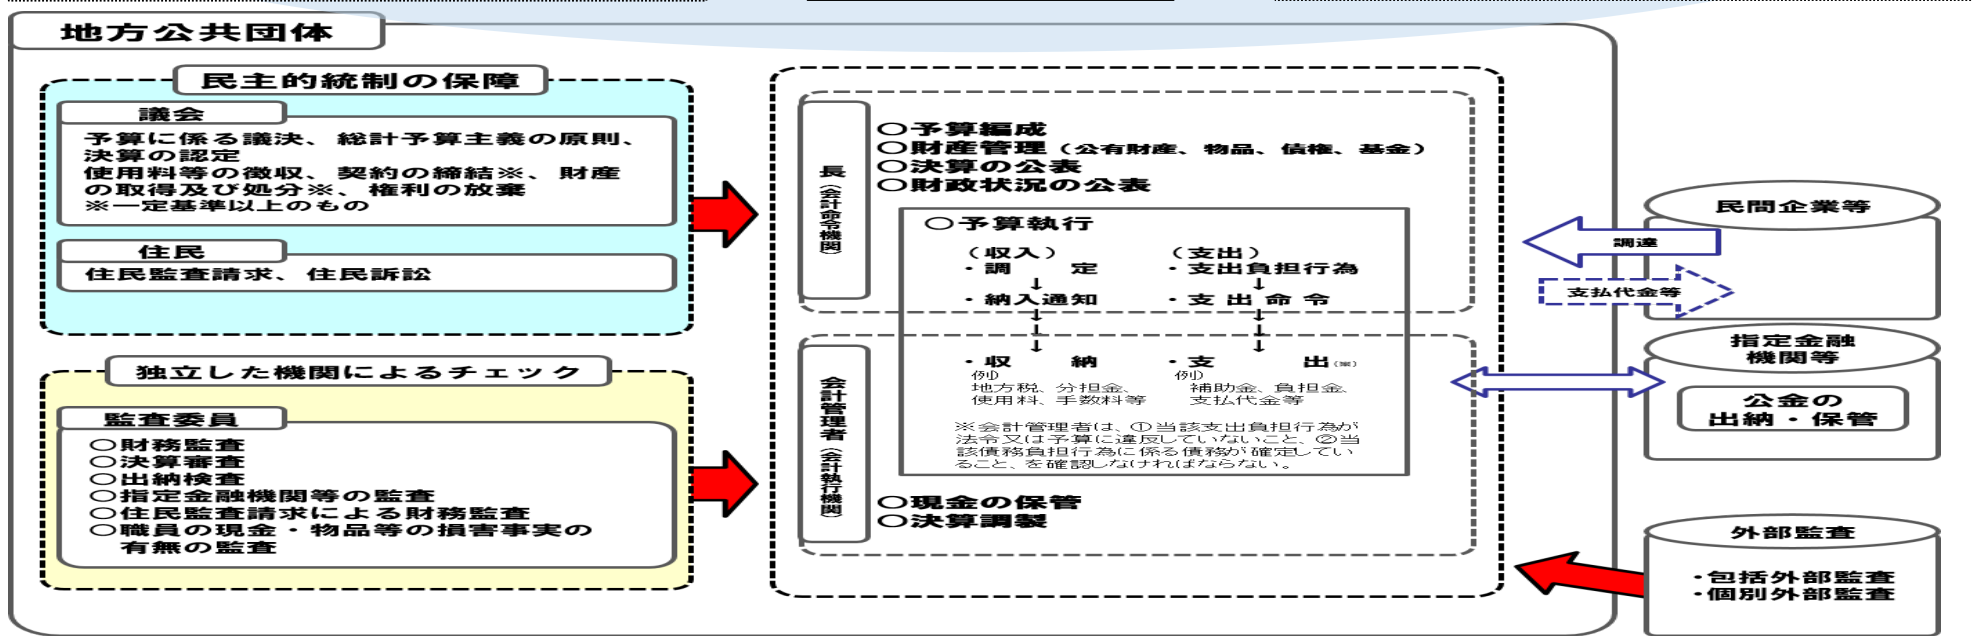 地方公共団体
民主的統制の保障
議会
予算に係る議決、総計予算主義の原則、
決算の認定
使用料等の徴収、契約の締結※、財産
の取得及び処分※、権利の放棄
※一定基準以上のもの
住民
住民監査請求、住民訴訟
独立した機関によるチェック
監査委員
○財務監査
○決算審査
○出納検査
○指定金融機関等の監査
○住民監査請求による財務監査
○職員の現金・物品等の損害事実の
有無の監査
長（会計命令機関）
○予算編成
○財産管理（公有財産、物品、債権、基金）
○決算の公表
○財政状況の公表
○予算執行
（収入） （支出）
・調　定 ・支出負担行為
↓ ↓
・納入通知 ・支出命令
↓ ↓
↓ ↓
↓ ↓
・収　納 ・支　出（※）
例） 例）
地方税、分担金、 補助金、負担金、
使用料、手数料等 支払代金等
※会計管理者は、①当該支出負担行為が
法令又は予算に違反していないこと、②当
該債務負担行為に係る債務が確定してい
ること、を確認しなければならない。
会計管理者（会計執行機関）
○現金の保管
○決算調製
民間企業等
調達
支払代金等
指定金融
機関等
公金の
出納・保管
外部監査
・包括外部監査
・個別外部監査